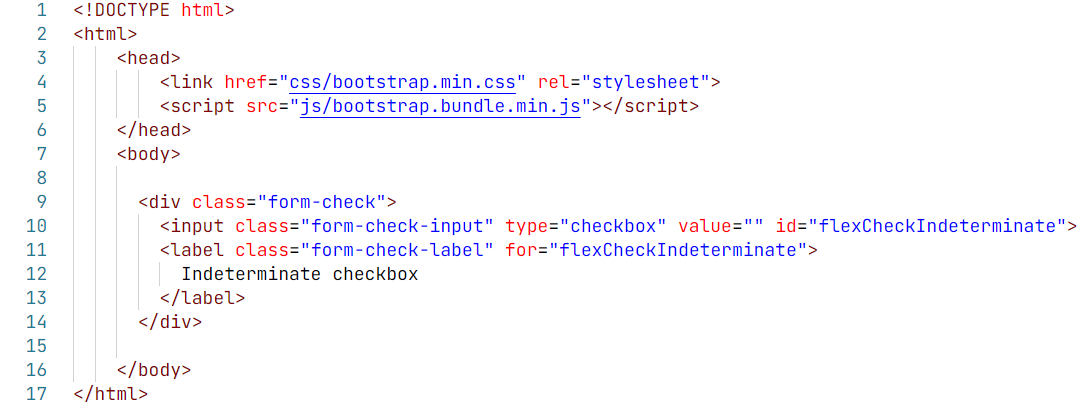 1 <!DOCTYPE html>
2 <html>
3 <head>
4 <link href="css/bootstrap.min.css" rel="stylesheet">
5 <script src="js/bootstrap.bundle.min.js"></script>
6 </head>
7 <body>
8
9 <div class="form-check">
10 <input class="form-check-input" type="checkbox" value="" id="flexCheckIndeterminate">
11 <label class="form-check-label" for="flexCheckIndeterminate">
12 Indeterminate checkbox
13 </label>
14 </div>
15
16 </body>
17 </html>